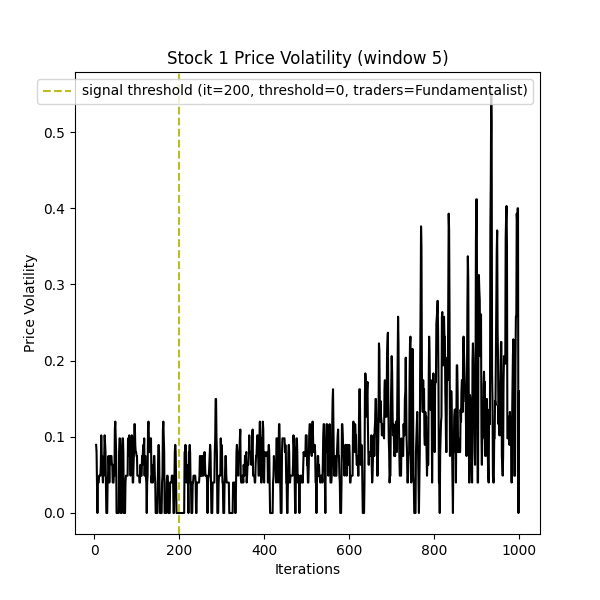 Stock 1 Price Volatility (window 5)
signal threshold (it=200, threshold=0, traders=Fundamentalist)
Price Volatility
0.5
0.4
0.3
0.2
0.1
0.0
0 200 400 600 800 1000
Iterations